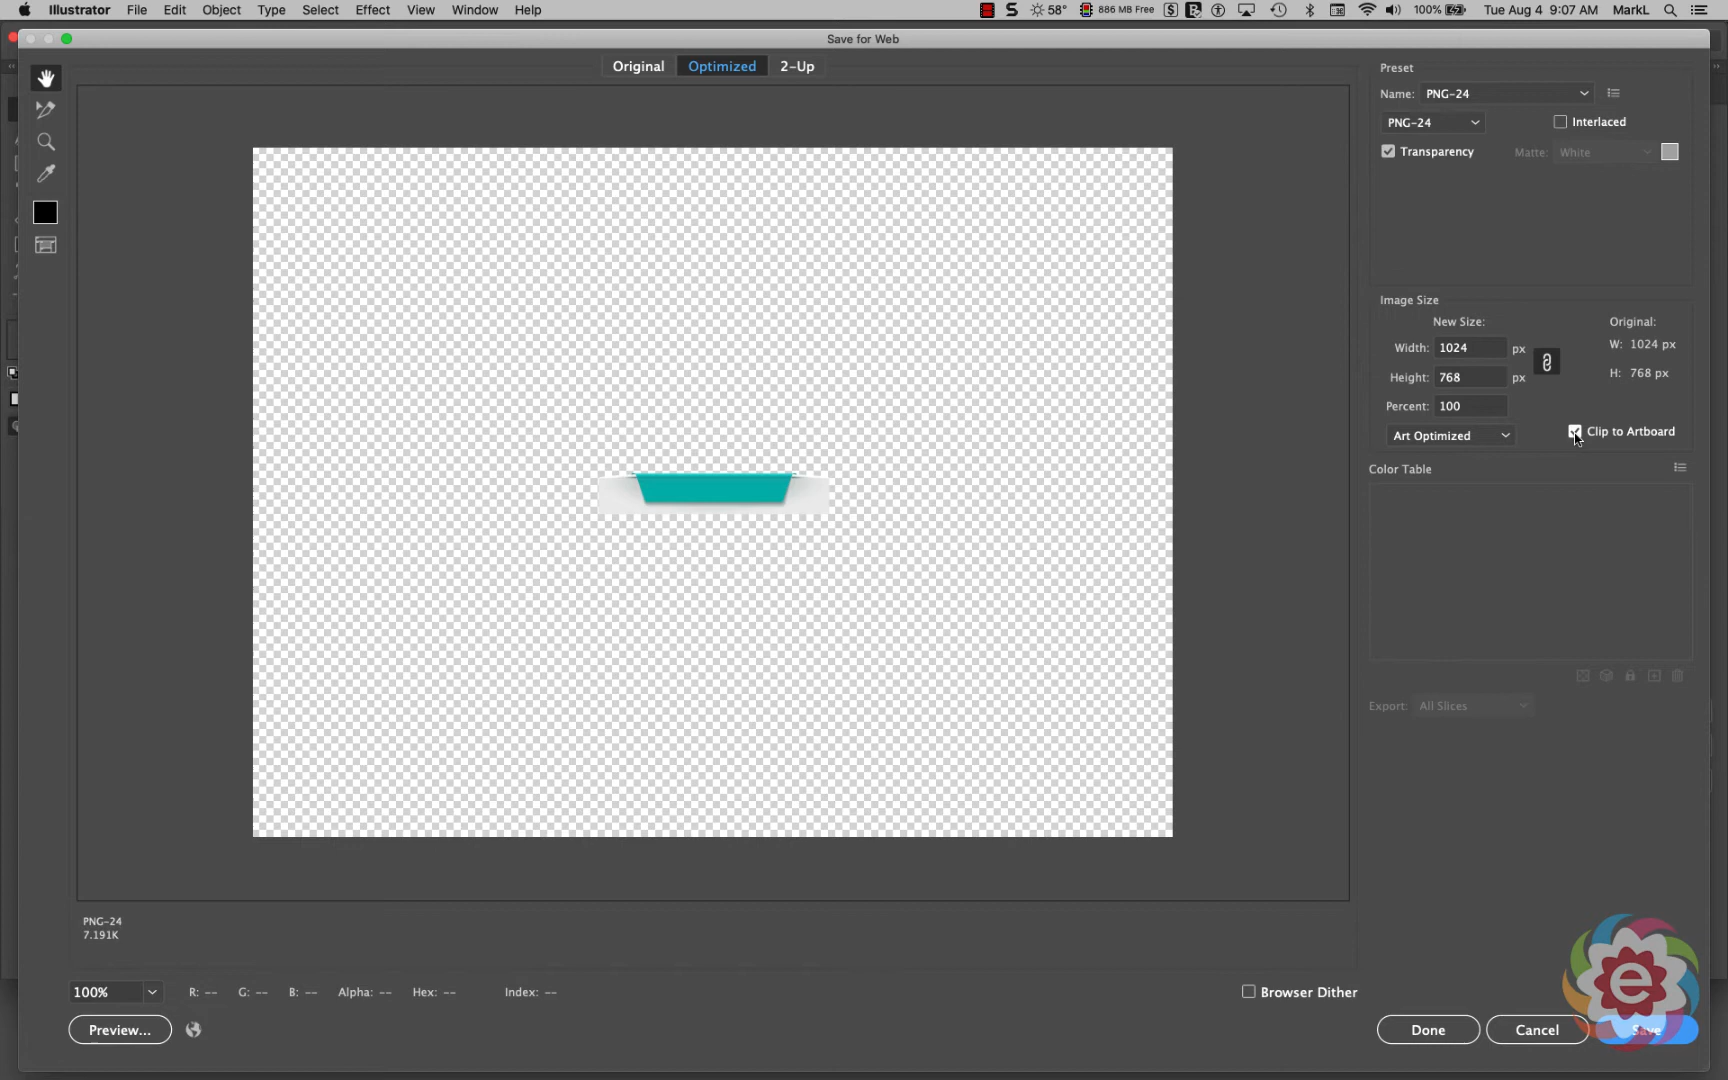 Illustrator File Edit Object Type Select Effect View Window Help 58° 886 MB Free 100% Tue Aug 4 9:07 AM MarkL
Save for Web
Original Optimized 2-Up
Preset
Name: PNG-24
PNG-24 Interlaced
Transparency Matte: White
Image Size
New Size: Original:
Width: 1024 px W: 1024 px
Height: 768 px H: 768 px
Percent: 100
Art Optimized Clip to Artboard
Color Table
Export: All Slices
PNG-24
7.191K
100% R: -- G: -- B: -- Alpha: -- Hex: -- Index: -- Browser Dither
Preview... Done Cancel Save
e